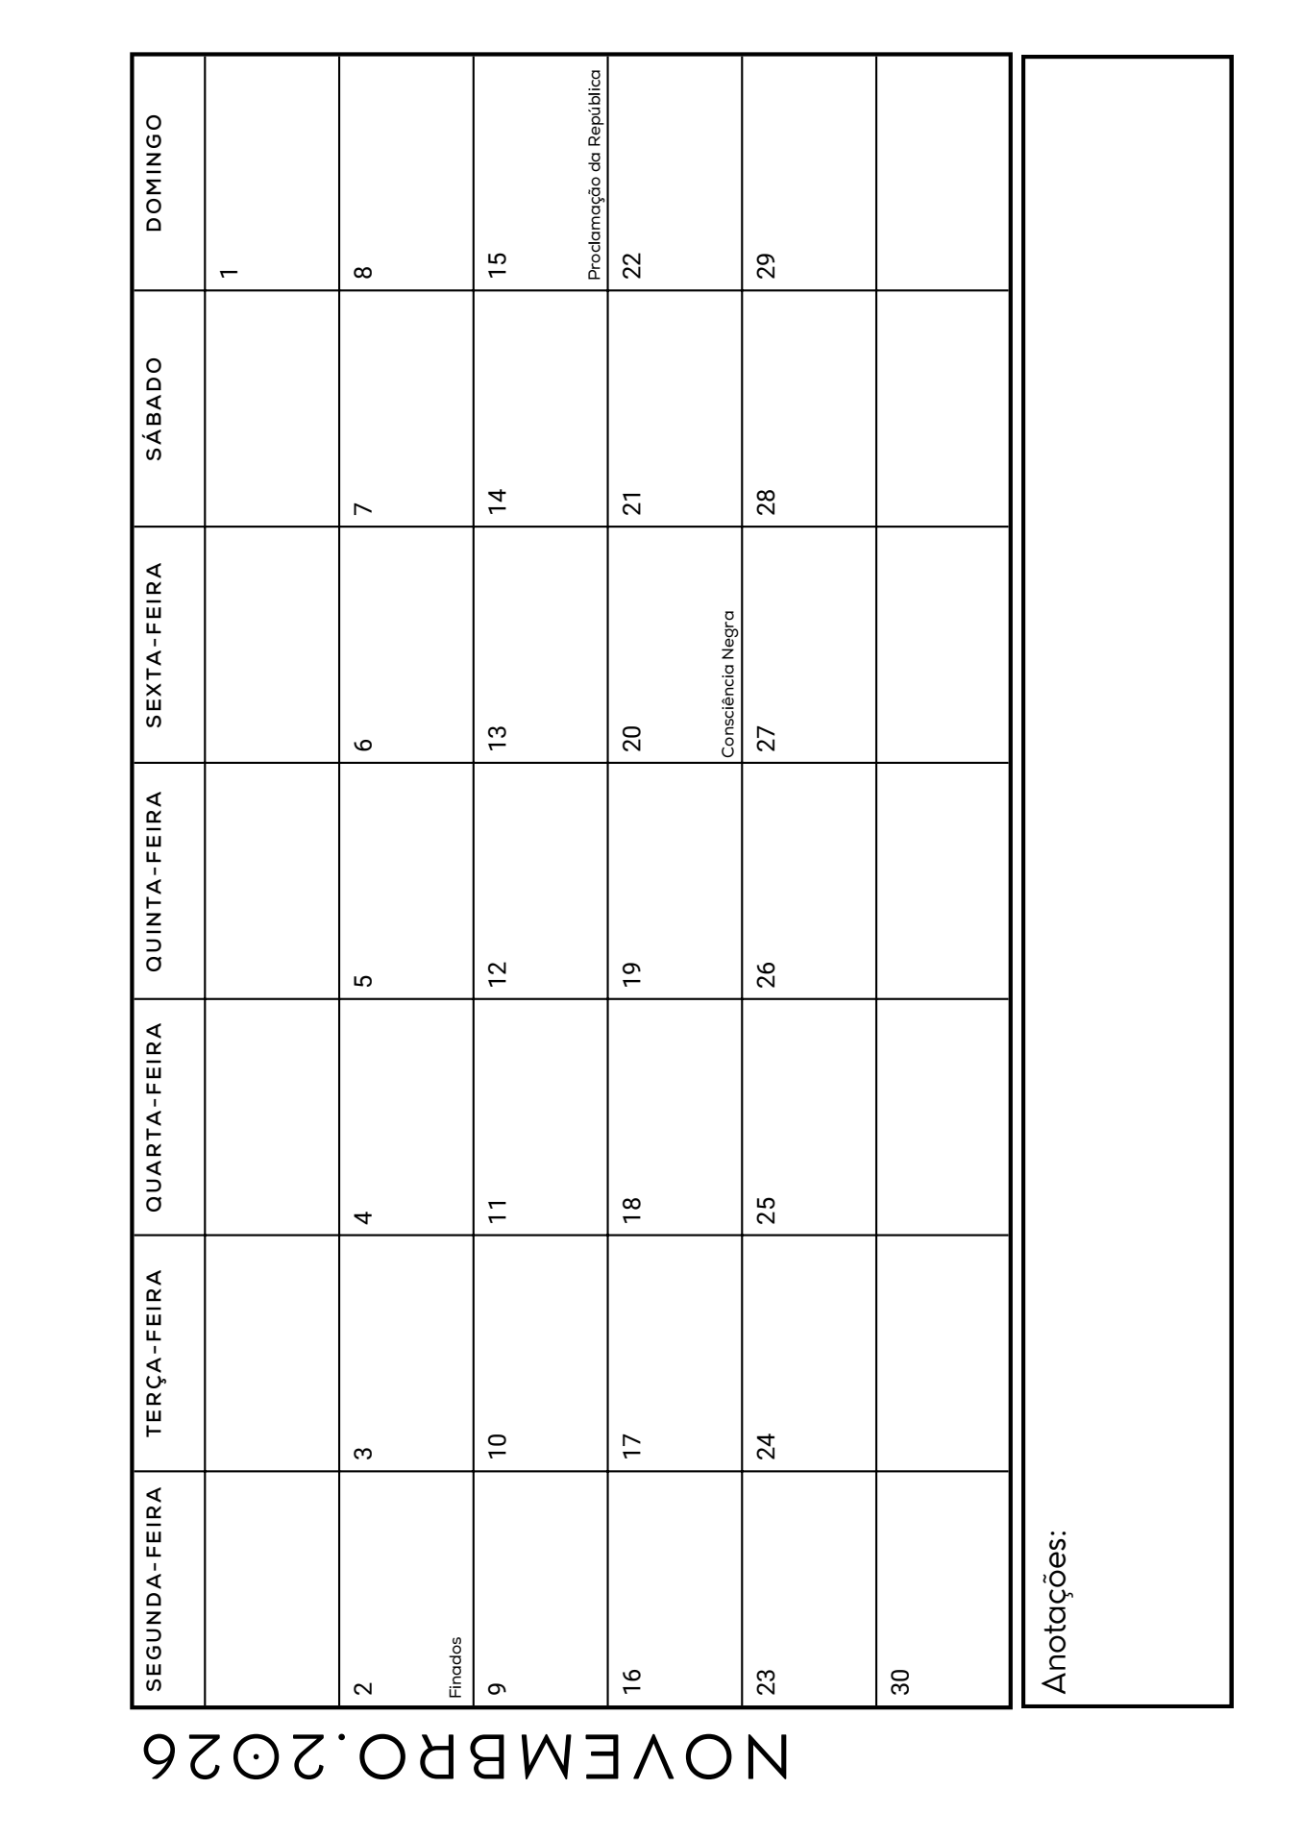 NOVEMBRO.2026
SEGUNDA-FEIRA TERÇA-FEIRA QUARTA-FEIRA QUINTA-FEIRA SEXTA-FEIRA SÁBADO DOMINGO
1
2 3 4 5 6 7 8
Finados
9 10 11 12 13 14 15
Proclamação da República
16 17 18 19 20 21 22
Consciência Negra
23 24 25 26 27 28 29
30
Anotações: